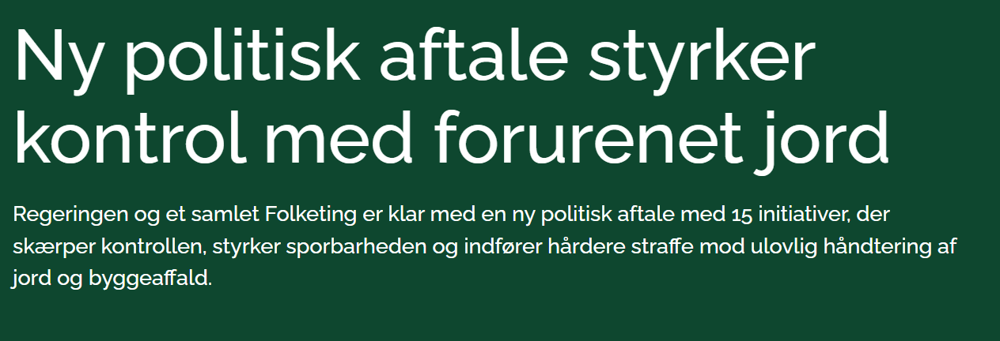 Ny politisk aftale styrker
kontrol med forurenet jord
Regeringen og et samlet Folketing er klar med en ny politisk aftale med 15 initiativer, der
skærper kontrollen, styrker sporbarheden og indfører hårdere straffe mod ulovlig håndtering af
jord og byggeaffald.